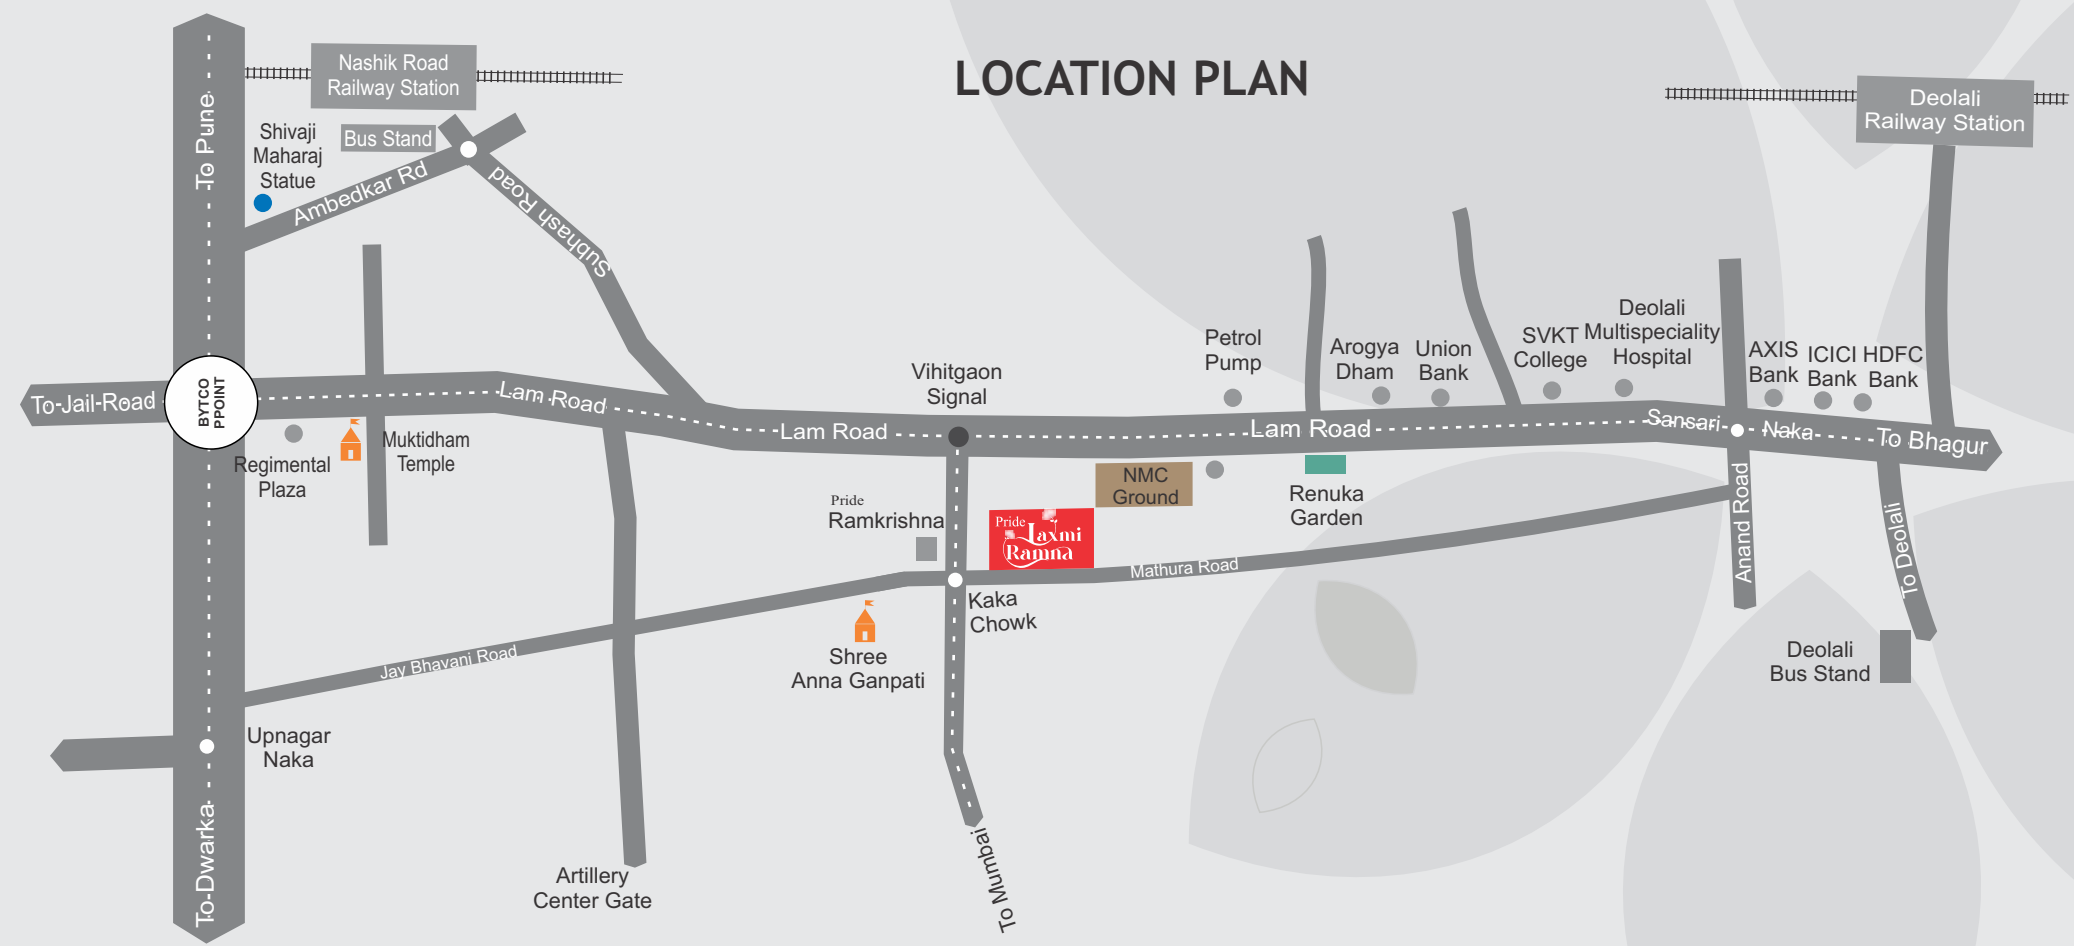 LOCATION PLAN
Nashik Road
Railway Station
Deolali
Railway Station
To Pune
Shivaji
Maharaj
Statue
Bus Stand
Ambedkar Rd
Subhash Road
To-Jail-Road
BYTCO
PPOINT
Regimental
Plaza
Muktidham
Temple
Lam Road
Lam Road
Vihitgaon
Signal
Petrol
Pump
Lam Road
Arogya
Dham
Union
Bank
SVKT
College
Deolali
Multispeciality
Hospital
Sansari
Naka
AXIS
Bank
ICICI
Bank
HDFC
Bank
To Bhagur
Pride
Ramkrishna
Pride
Laxmi
Ramna
NMC
Ground
Renuka
Garden
Mathura Road
Anand Road
To Deolali
Kaka
Chowk
Shree
Anna Ganpati
Jay Bhavani Road
Deolali
Bus Stand
Upnagar
Naka
To-Dwarka
Artillery
Center Gate
To Mumbai